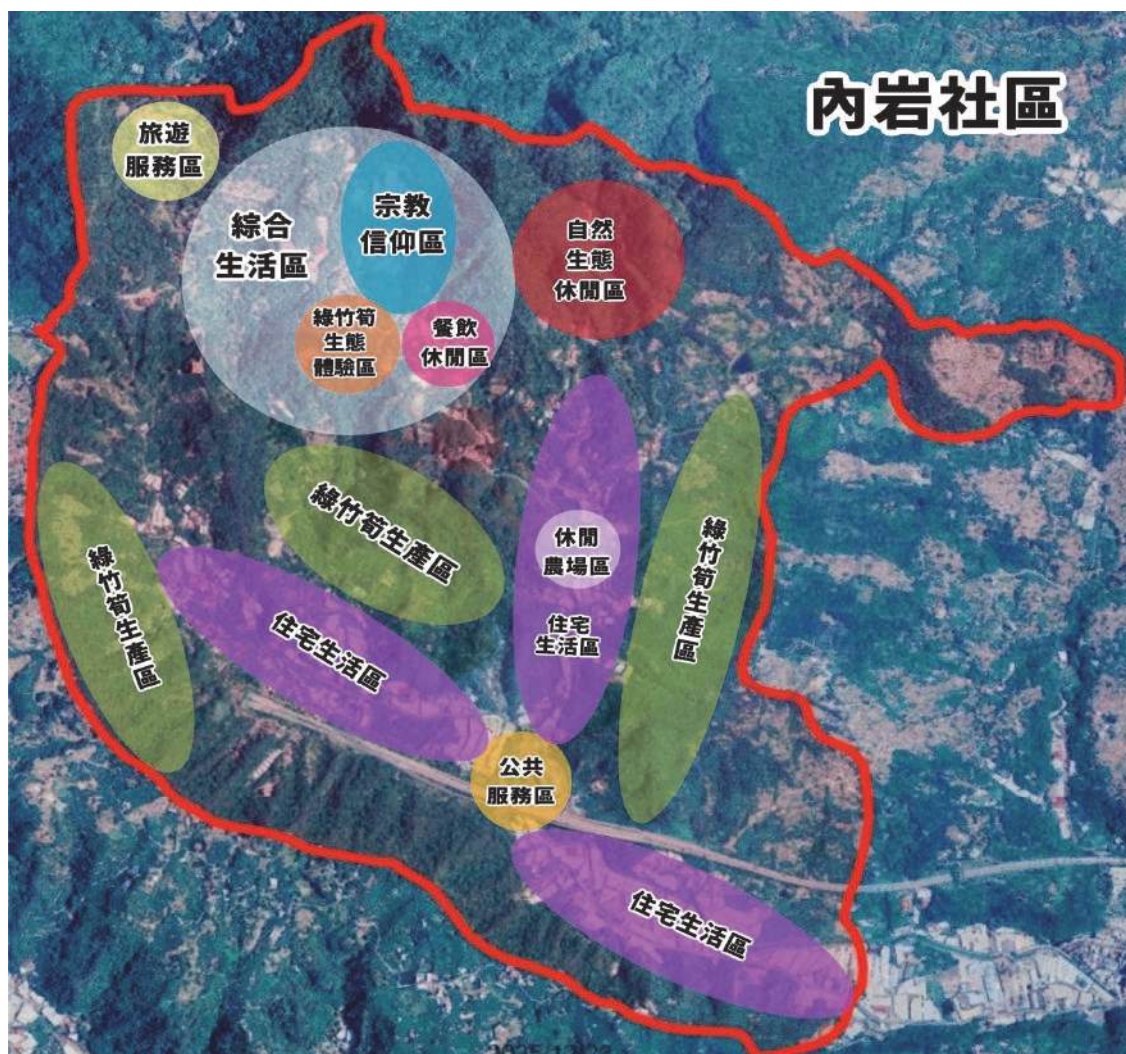 內岩社區
旅遊
服務區
綜合
生活區
宗教
信仰區
自然
生態
休閒區
綠竹筍
生態
體驗區
餐飲
休閒區
綠竹筍生產區
綠竹筍生產區
綠竹筍生產區
休閒
農場區
住宅
生活區
住宅生活區
公共
服務區
住宅生活區